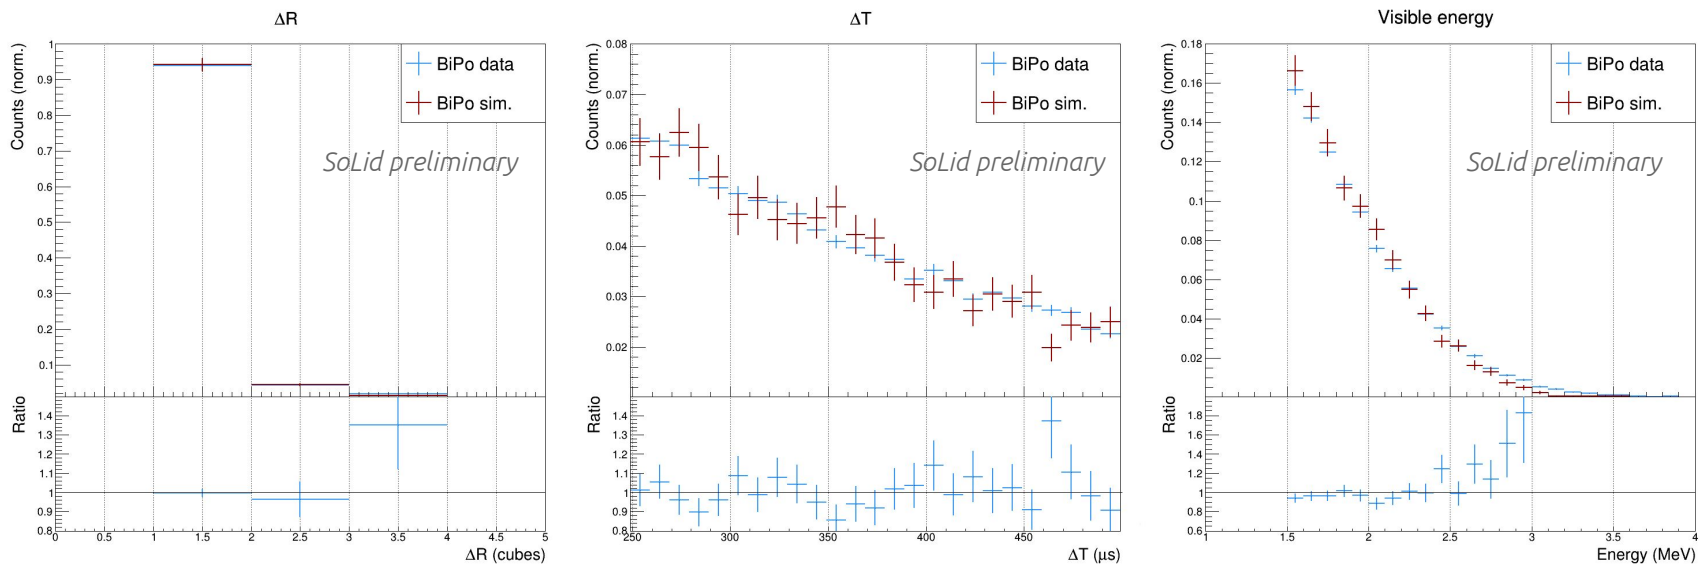 ΔR
Counts (norm.)
1
0.9
0.8
0.7
0.6
0.5
0.4
0.3
0.2
0.1
BiPo data
BiPo sim.
SoLid preliminary
Ratio
1.4
1.3
1.2
1.1
1
0.9
0.8
0 0.5 1 1.5 2 2.5 3 3.5 4 4.5 5
ΔR (cubes)
ΔT
Counts (norm.)
0.08
0.07
0.06
0.05
0.04
0.03
0.02
BiPo data
BiPo sim.
SoLid preliminary
Ratio
1.4
1.3
1.2
1.1
1
0.9
0.8
250 300 350 400 450
ΔT (μs)
Visible energy
Counts (norm.)
0.18
0.16
0.14
0.12
0.1
0.08
0.06
0.04
0.02
BiPo data
BiPo sim.
SoLid preliminary
Ratio
1.8
1.6
1.4
1.2
1
0.8
0.6
1 1.5 2 2.5 3 3.5 4
Energy (MeV)